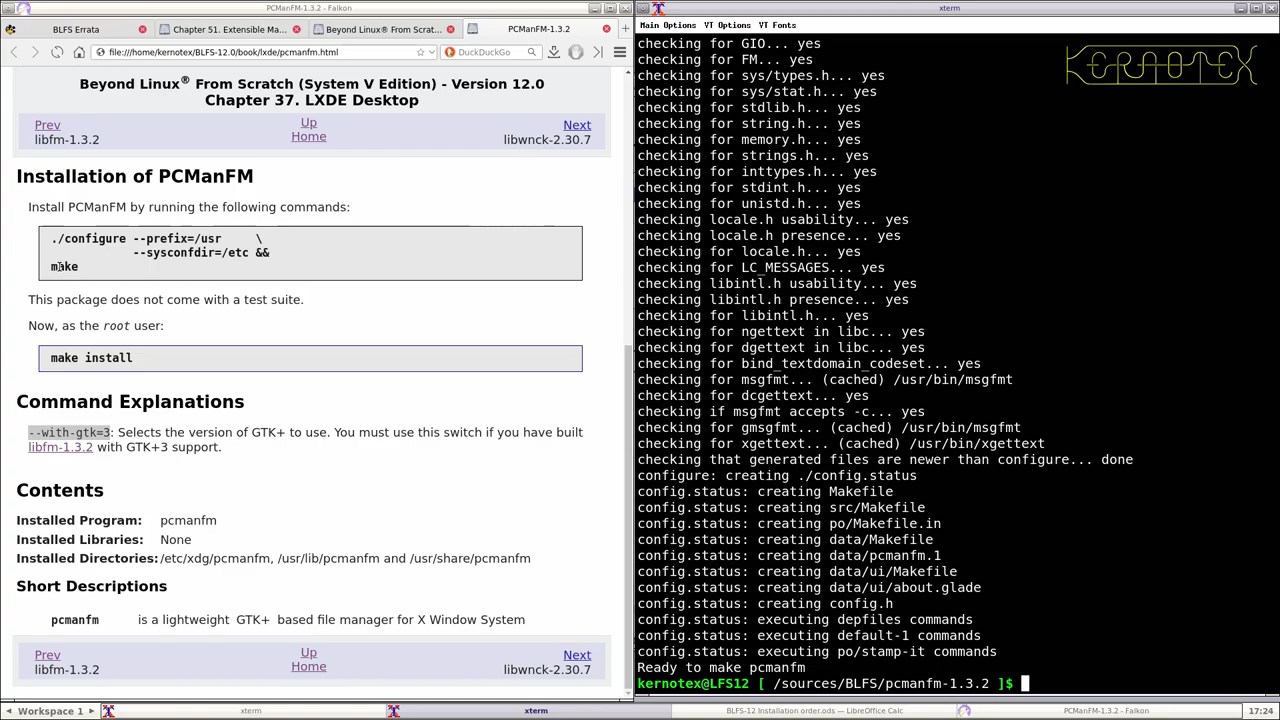 PCManFM-1.3.2 - Falkon
BLFS Errata
Chapter 51. Extensible Ma...
Beyond Linux® From Scrat...
PCManFM-1.3.2
file:///home/kernotex/BLFS-12.0/book/lxde/pcmanfm.html
DuckDuckGo
Beyond Linux® From Scratch (System V Edition) - Version 12.0
Chapter 37. LXDE Desktop
Prev
Up
Next
libfm-1.3.2
Home
libwnck-2.30.7
Installation of PCManFM
Install PCManFM by running the following commands:
./configure --prefix=/usr \
--sysconfdir=/etc &&
make
This package does not come with a test suite.
Now, as the root user:
make install
Command Explanations
--with-gtk=3: Selects the version of GTK+ to use. You must use this switch if you have built
libfm-1.3.2 with GTK+3 support.
Contents
Installed Program: pcmanfm
Installed Libraries: None
Installed Directories: /etc/xdg/pcmanfm, /usr/lib/pcmanfm and /usr/share/pcmanfm
Short Descriptions
pcmanfm is a lightweight GTK+ based file manager for X Window System
Prev
Up
Next
libfm-1.3.2
Home
libwnck-2.30.7
xterm
Main Options VT Options VT Fonts
KERNOTEX
checking for GIO... yes
checking for FM... yes
checking for sys/types.h... yes
checking for sys/stat.h... yes
checking for stdlib.h... yes
checking for string.h... yes
checking for memory.h... yes
checking for strings.h... yes
checking for inttypes.h... yes
checking for stdint.h... yes
checking for unistd.h... yes
checking locale.h usability... yes
checking locale.h presence... yes
checking for locale.h... yes
checking for LC_MESSAGES... yes
checking libintl.h usability... yes
checking libintl.h presence... yes
checking for libintl.h... yes
checking for ngettext in libc... yes
checking for dgettext in libc... yes
checking for bind_textdomain_codeset... yes
checking for msgfmt... (cached) /usr/bin/msgfmt
checking for dcgettext... yes
checking if msgfmt accepts -c... yes
checking for gmsgfmt... (cached) /usr/bin/msgfmt
checking for xgettext... (cached) /usr/bin/xgettext
checking that generated files are newer than configure... done
configure: creating ./config.status
config.status: creating Makefile
config.status: creating src/Makefile
config.status: creating po/Makefile.in
config.status: creating data/Makefile
config.status: creating data/pcmanfm.1
config.status: creating data/ui/Makefile
config.status: creating data/ui/about.glade
config.status: creating config.h
config.status: executing depfiles commands
config.status: executing default-1 commands
config.status: executing po/stamp-it commands
Ready to make pcmanfm
kernotex@LFS12 [ /sources/BLFS/pcmanfm-1.3.2 ]$
Workspace 1
xterm
xterm
BLFS-12 Installation order.ods — LibreOffice Calc
PCManFM-1.3.2 - Falkon
17:24